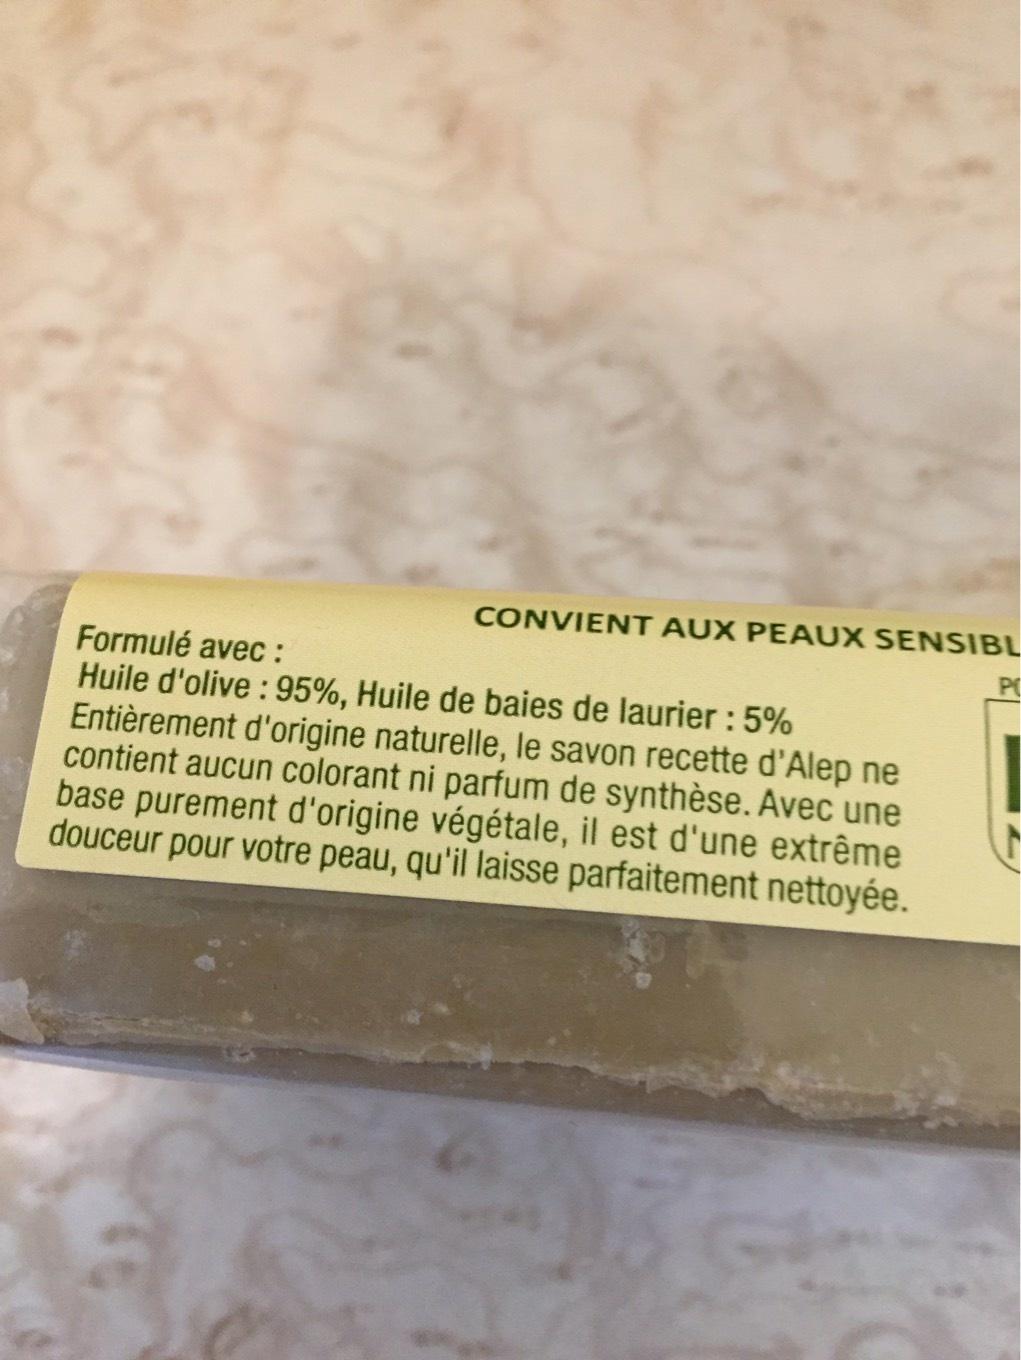 CONVIENT AUX PEAUX SENSIBL
Formulé avec :
Huile d'olive : 95%, Huile de baies de laurier : 5%
Entièrement d'origine naturelle, le savon recette d'Alep ne
contient aucun colorant ni parfum de synthèse. Avec une
base purement d'origine végétale, il est d'une extrême
douceur pour votre peau, qu'il laisse parfaitement nettoyée.